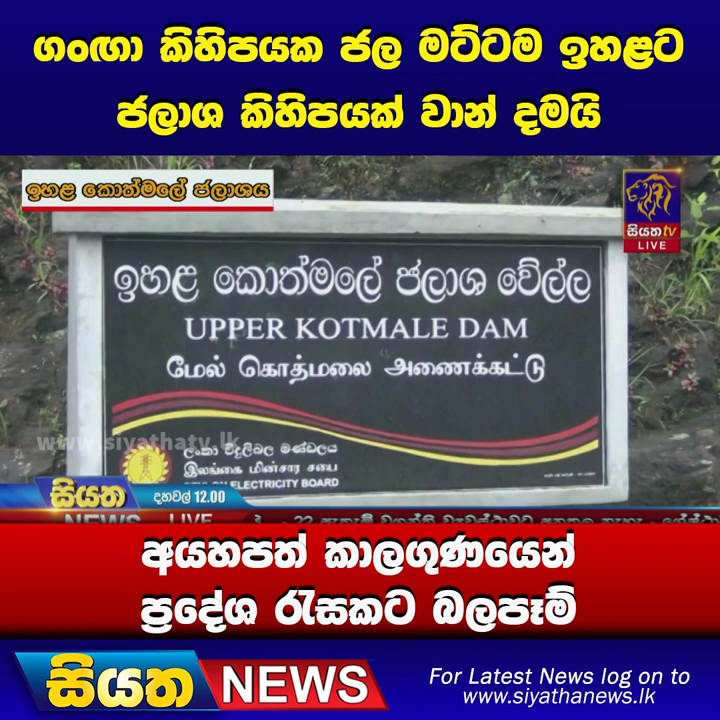 ගංඟා කිහිපයක ජල මට්ටම ඉහළට
ජලාශ කිහිපයක් වාන් දමයි
ඉහළ කොත්මලේ ජලාශය
සියත tv
LIVE
ඉහළ කොත්මලේ ජලාශ වේල්ල
UPPER KOTMALE DAM
மேல் கொத்மலை அணைக்கட்டு
www.siyathatv.lk
ලංකා විදුලිබල මණ්ඩලය
இலங்கை மின்சார சபை
ELECTRICITY BOARD
සියත
දහවල් 12.00
NEWS LIVE
අයහපත් කාලගුණයෙන්
ප්‍රදේශ රැසකට බලපෑම්
සියත NEWS
For Latest News log on to
www.siyathanews.lk